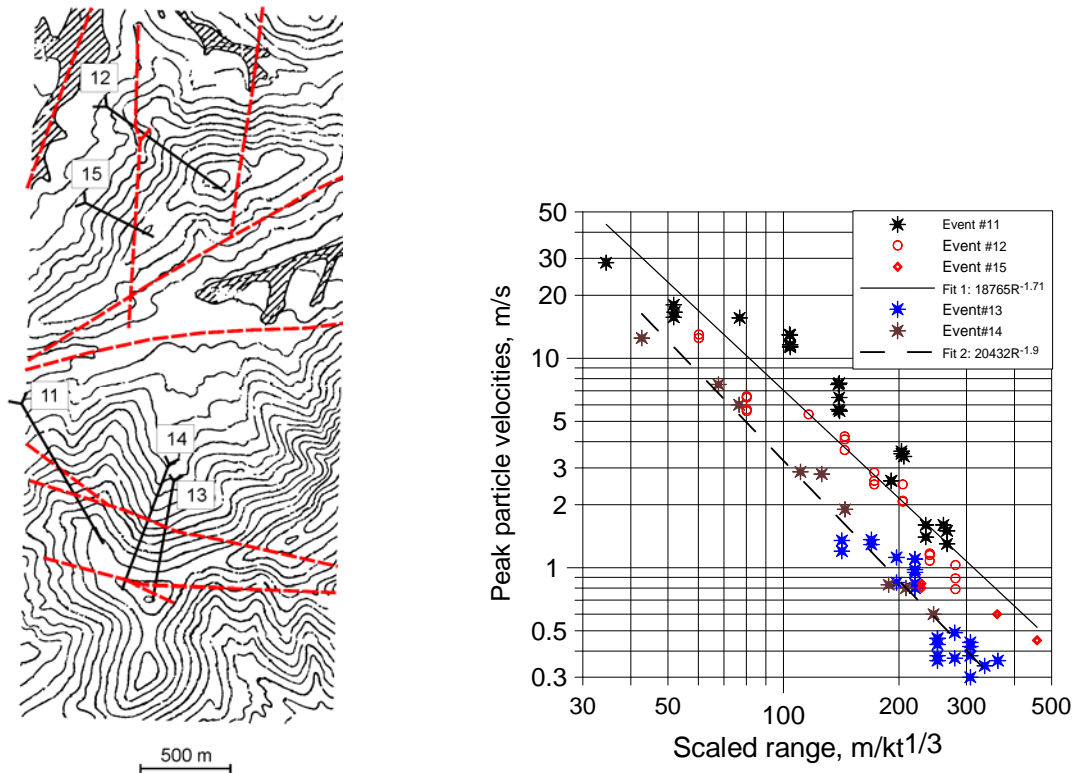 12
15
11
14
13
500 m
Peak particle velocities, m/s
50
30
20
10
5
3
2
1
0.5
0.3
30
50
100
200
300
500
Scaled range, m/kt1/3
Event #11
Event #12
Event #15
Fit 1: 18765R-1.71
Event#13
Event#14
Fit 2: 20432R-1.9